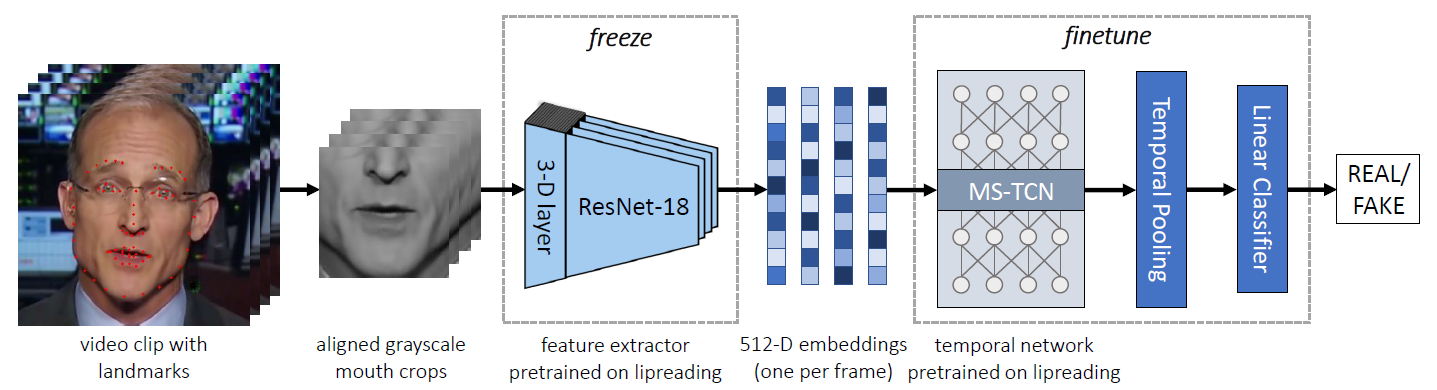 freeze
finetune
3-D layer
ResNet-18
MS-TCN
Temporal Pooling
Linear Classifier
REAL/
FAKE
video clip with
landmarks
aligned grayscale
mouth crops
feature extractor
pretrained on lipreading
512-D embeddings
(one per frame)
temporal network
pretrained on lipreading